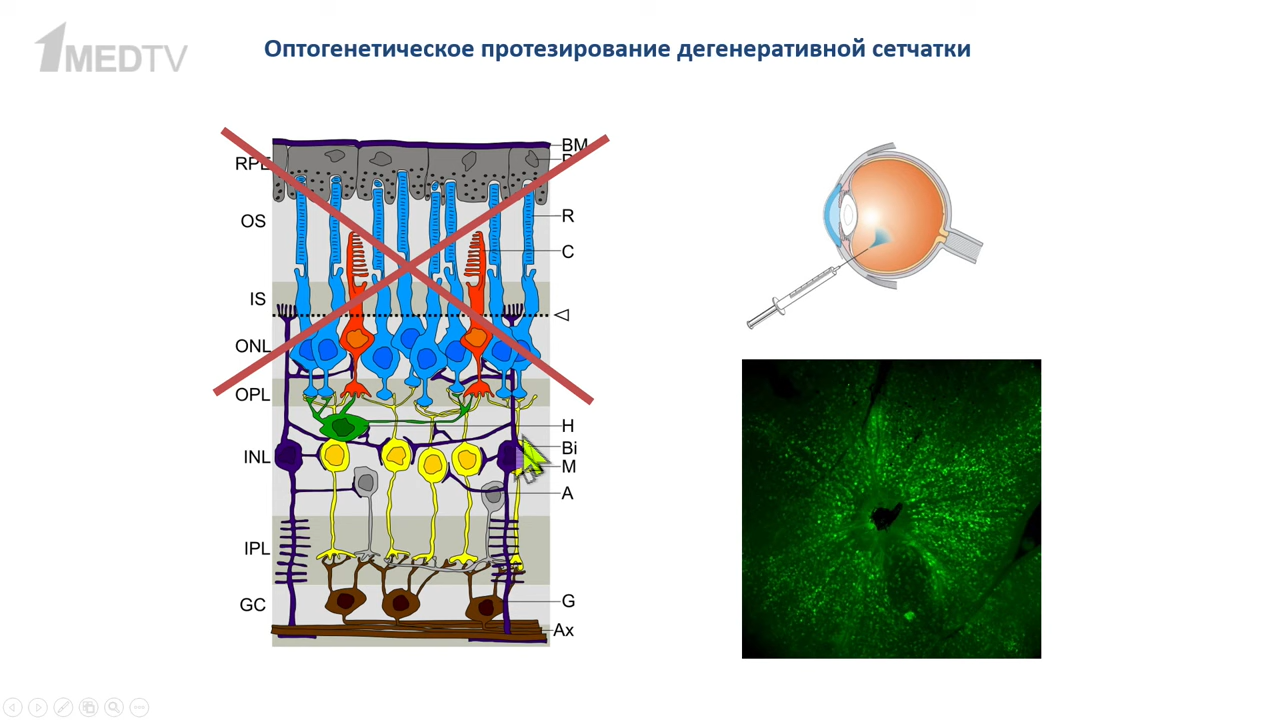 1MEDTV
Оптогенетическое протезирование дегенеративной сетчатки
BM
RPE
R
OS
C
IS
ONL
OPL
H
Bi
INL
M
A
IPL
G
GC
Ax